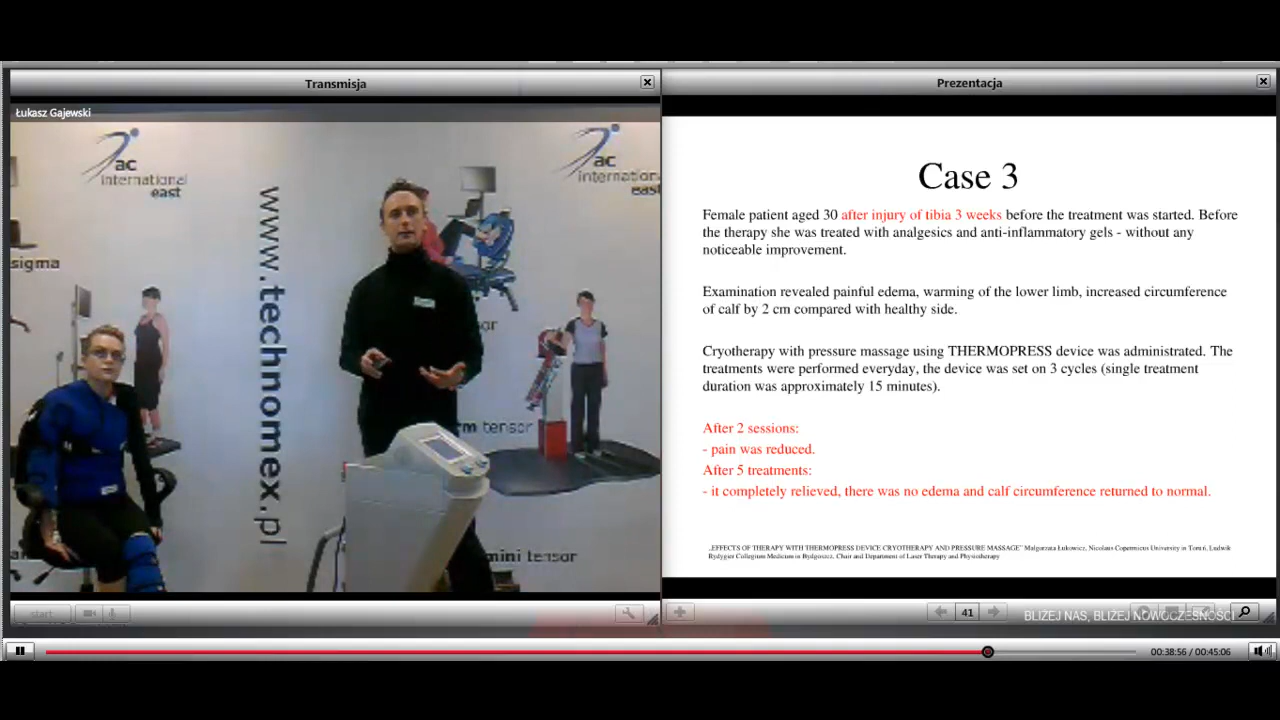 Transmisja
Prezentacja
Łukasz Gajewski
ac
international
east
ac
international
east
sigma
www.technomex.pl
sor
rm tensor
mini tensor
Case 3
Female patient aged 30 after injury of tibia 3 weeks before the treatment was started. Before
the therapy she was treated with analgesics and anti-inflammatory gels - without any
noticeable improvement.
Examination revealed painful edema, warming of the lower limb, increased circumference
of calf by 2 cm compared with healthy side.
Cryotherapy with pressure massage using THERMOPRESS device was administrated. The
treatments were performed everyday, the device was set on 3 cycles (single treatment
duration was approximately 15 minutes).
After 2 sessions:
- pain was reduced.
After 5 treatments:
- it completely relieved, there was no edema and calf circumference returned to normal.
„EFFECTS OF THERAPY WITH THERMOPRESS DEVICE CRYOTHERAPY AND PRESSURE MASSAGE" Małgorzata Łukowicz, Nicolaus Copernicus University in Toruń, Ludwik
Rydygier Collegium Medicum in Bydgoszcz, Chair and Department of Laser Therapy and Physiotherapy
start
41
BLIŻEJ NAS, BLIŻEJ NOWOCZESNOŚCI
00:38:56 / 00:45:06